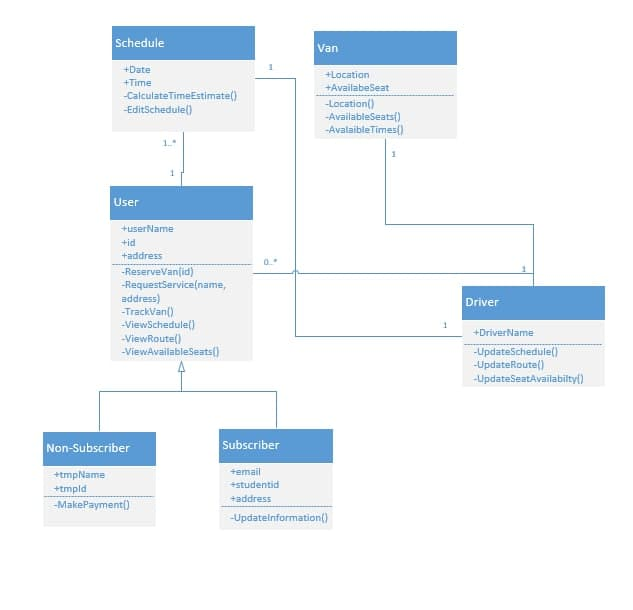 Schedule
+Date
+Time
-CalculateTimeEstimate()
-EditSchedule()
1
Van
+Location
+AvailabeSeat
-Location()
-AvailableSeats()
-AvalaibleTimes()
1
1..*
1
User
+userName
+id
+address
-ReserveVan(id)
-RequestService(name,
address)
-TrackVan()
-ViewSchedule()
-ViewRoute()
-ViewAvailableSeats()
0..*
1
1
Driver
+DriverName
-UpdateSchedule()
-UpdateRoute()
-UpdateSeatAvailabilty()
Non-Subscriber
+tmpName
+tmpId
-MakePayment()
Subscriber
+email
+studentid
+address
-UpdateInformation()